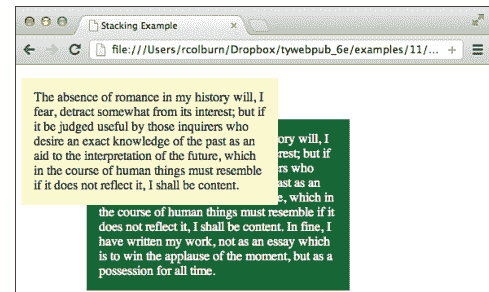 Stacking Example
file:///Users/rcolburn/Dropbox/tywebpub_6e/examples/11/...
The absence of romance in my history will, I
fear, detract somewhat from its interest; but if
it be judged useful by those inquirers who
desire an exact knowledge of the past as an
aid to the interpretation of the future, which
in the course of human things must resemble
if it does not reflect it, I shall be content.
ory will, I
rest; but if
rs who
ast as an
e, which in
the course of human things must resemble if it
does not reflect it, I shall be content. In fine, I
have written my work, not as an essay which
is to win the applause of the moment, but as a
possession for all time.